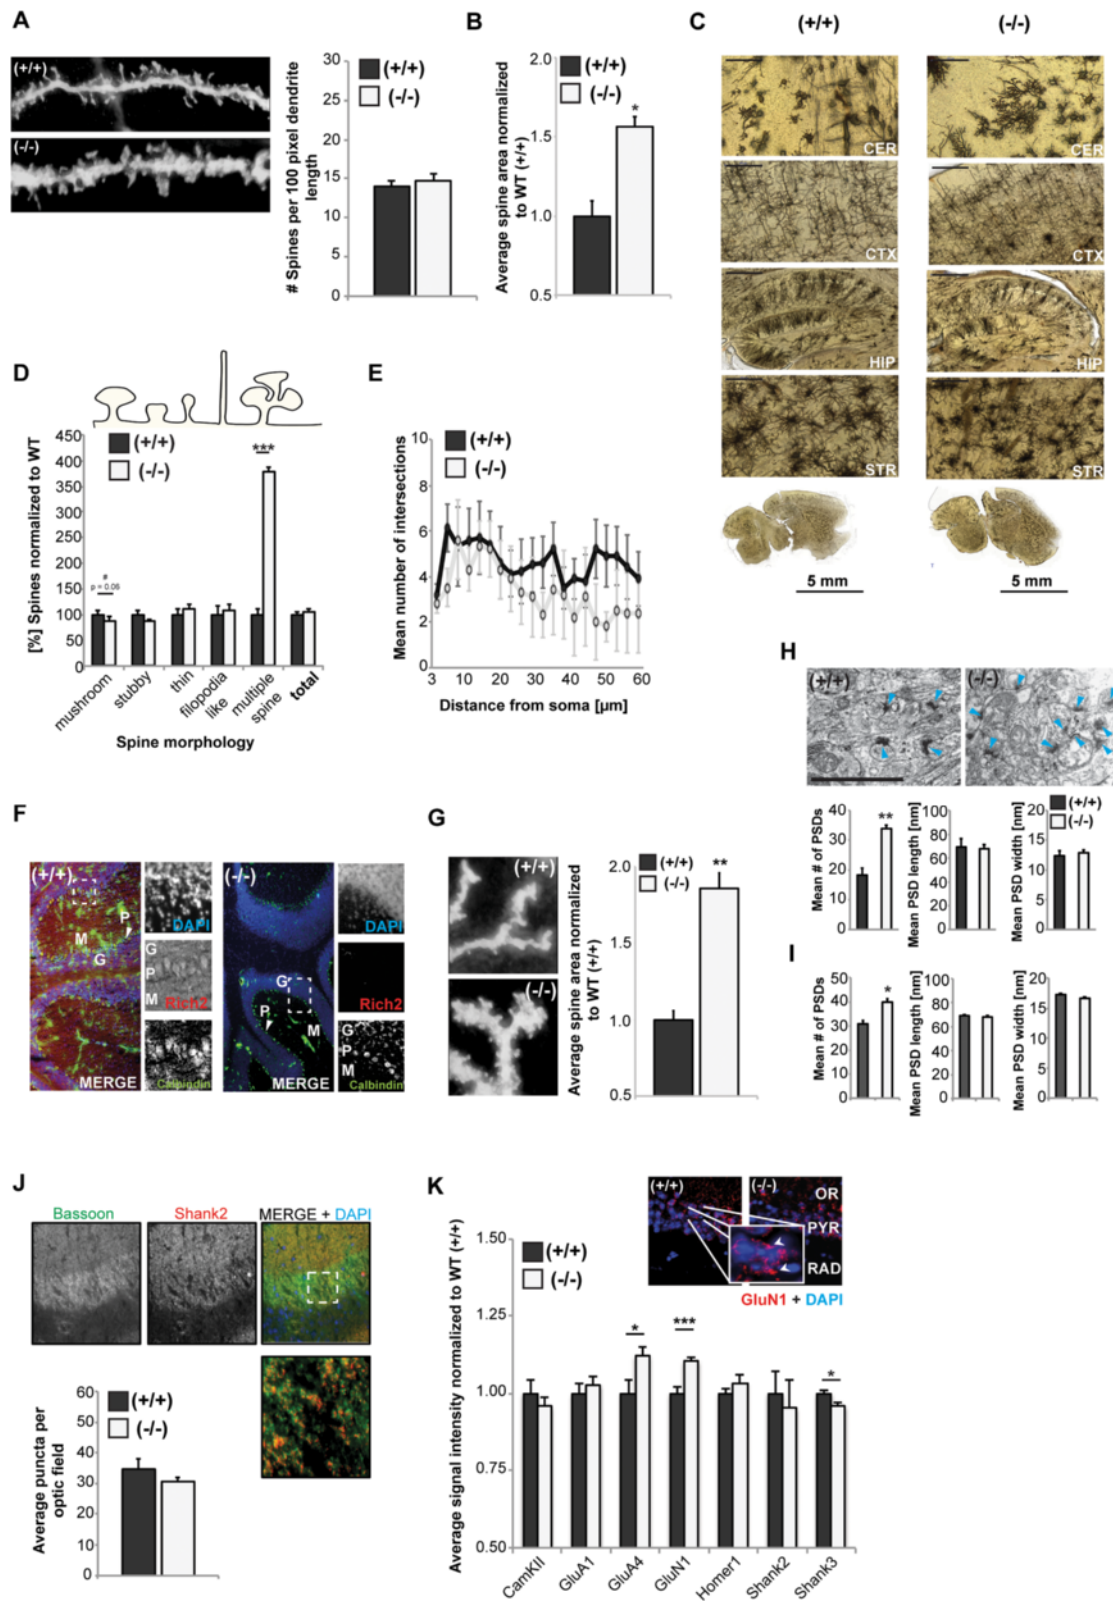 A
(+/+)
(-/-)
# Spines per 100 pixel dendrite
length
30
25
20
15
10
5
0
(+/+)
(-/-)
B
Average spine area normalized
to WT (+/+)
2.0
1.5
1.0
0.5
(+/+)
(-/-)
*
C
(+/+)
(-/-)
CER
CER
CTX
CTX
HIP
HIP
STR
STR
5 mm
5 mm
D
[%] Spines normalized to WT
450
400
350
300
250
200
150
100
50
0
(+/+)
(-/-)
***
#
p = 0.06
mushroom
stubby
thin
filopodia
like
multiple
spine
total
Spine morphology
E
Mean number of intersections
10
8
6
4
2
0
(+/+)
(-/-)
3
10
20
30
40
50
60
Distance from soma [µm]
F
(+/+)
P
M
G
MERGE
DAPI
G
P
M
Rich2
Calbindin
(-/-)
G
P
M
MERGE
DAPI
Rich2
G
P
M
Calbindin
G
(+/+)
(-/-)
Average spine area normalized
to WT (+/+)
2.0
1.5
1.0
0.5
(+/+)
(-/-)
**
H
(+/+)
(-/-)
Mean # of PSDs
40
30
20
10
0
**
Mean PSD length [nm]
100
80
60
40
20
0
Mean PSD width [nm]
20
15
10
5
0
(+/+)
(-/-)
I
Mean # of PSDs
50
40
30
20
10
0
*
Mean PSD length [nm]
100
80
60
40
20
0
Mean PSD width [nm]
20
15
10
5
0
J
Bassoon
Shank2
MERGE + DAPI
Average puncta per
optic field
60
50
40
30
20
10
0
(+/+)
(-/-)
K
(+/+)
(-/-)
OR
PYR
RAD
GluN1 + DAPI
Average signal intensity normalized to WT (+/+)
1.50
1.25
1.00
0.75
0.50
(+/+)
(-/-)
*
***
*
CamKII
GluA1
GluA4
GluN1
Homer1
Shank2
Shank3